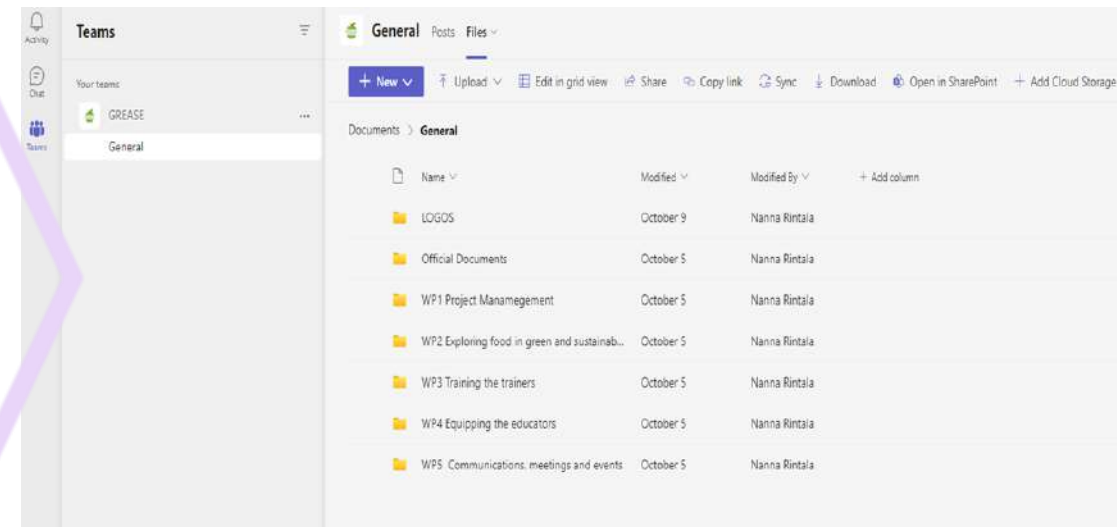 Activity
Chat
Teams
Teams
Your teams
GREASE
...
General
General Posts Files
+ New Upload Edit in grid view Share Copy link Sync Download Open in SharePoint + Add Cloud Storage
Documents > General
Name Modified Modified By + Add column
LOGOS October 9 Nanna Rintala
Official Documents October 5 Nanna Rintala
WP1 Project Manamegement October 5 Nanna Rintala
WP2 Exploring food in green and sustainab... October 5 Nanna Rintala
WP3 Training the trainers October 5 Nanna Rintala
WP4 Equipping the educators October 5 Nanna Rintala
WP5 Communications, meetings and events October 5 Nanna Rintala